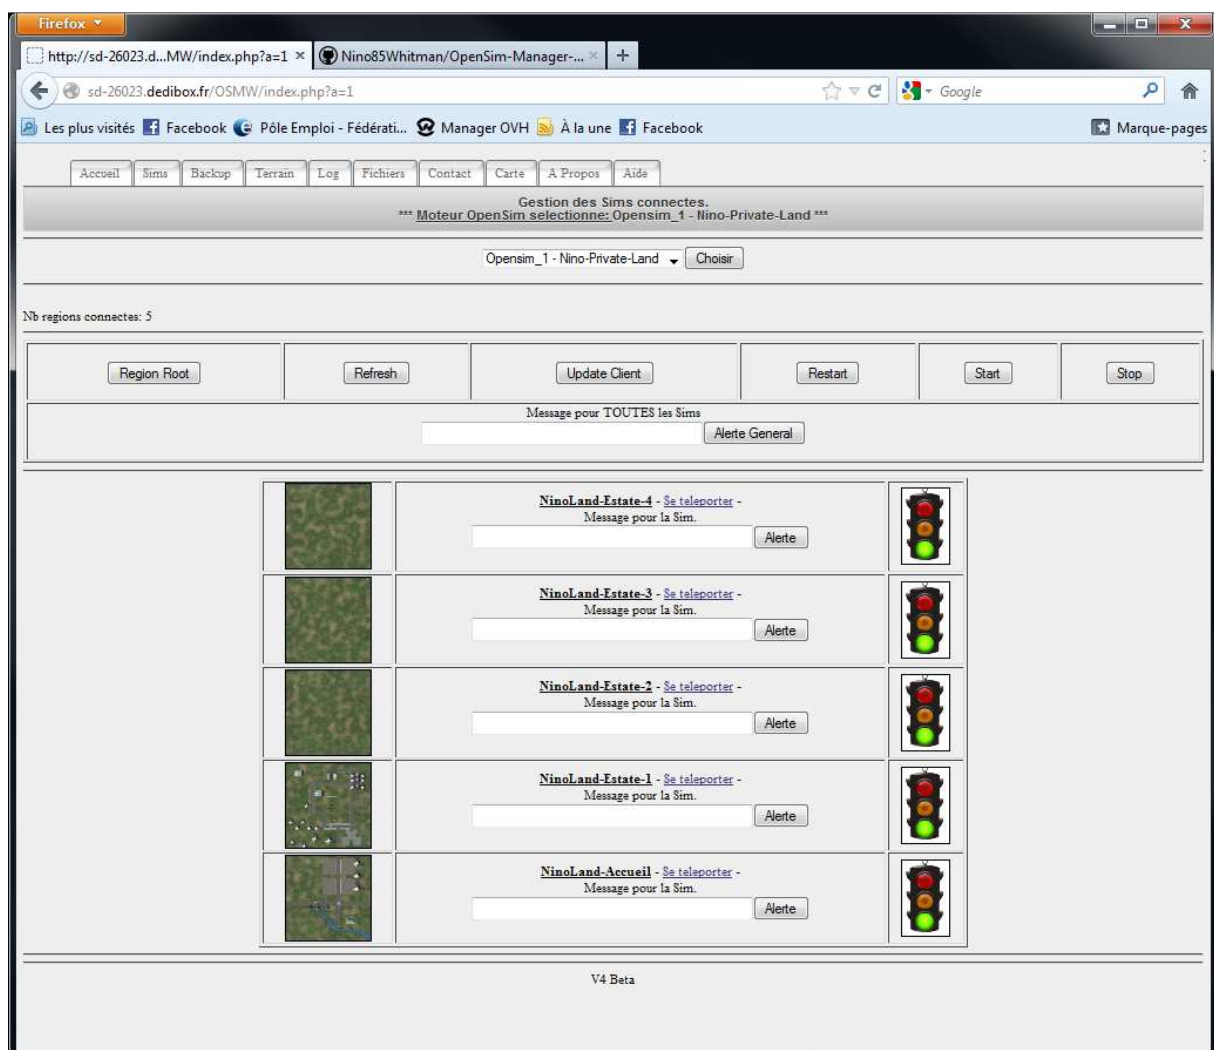 Firefox
http://sd-26023.d...MW/index.php?a=1 Nino85Whitman/OpenSim-Manager-...
sd-26023.dedibox.fr/OSMW/index.php?a=1 Google
Les plus visités Facebook Pôle Emploi - Fédérati... Manager OVH À la une Facebook Marque-pages
Accueil Sims Backup Terrain Log Fichiers Contact Carte A Propos Aide
Gestion des Sims connectes.
*** Moteur OpenSim selectionne: Opensim_1 - Nino-Private-Land ***
Opensim_1 - Nino-Private-Land Choisir
Nb regions connectes: 5
Region Root Refresh Update Client Restart Start Stop
Message pour TOUTES les Sims
Alerte General
NinoLand-Estate-4 - Se teleporter -
Message pour la Sim.
Alerte
NinoLand-Estate-3 - Se teleporter -
Message pour la Sim.
Alerte
NinoLand-Estate-2 - Se teleporter -
Message pour la Sim.
Alerte
NinoLand-Estate-1 - Se teleporter -
Message pour la Sim.
Alerte
NinoLand-Accueil - Se teleporter -
Message pour la Sim.
Alerte
V4 Beta